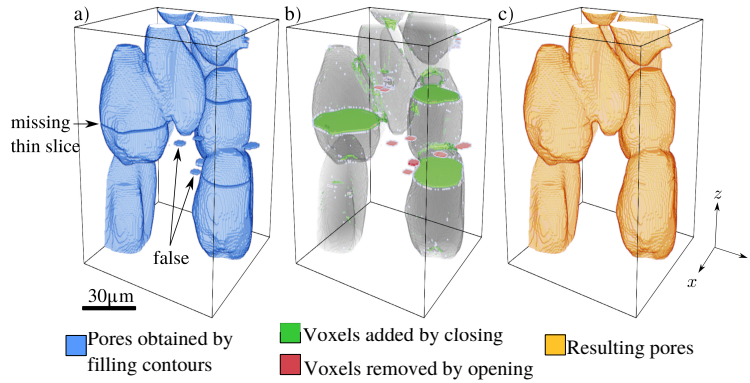 a)
b)
c)
missing
thin slice
false
30μm
z
x
Pores obtained by
filling contours
Voxels added by closing
Voxels removed by opening
Resulting pores